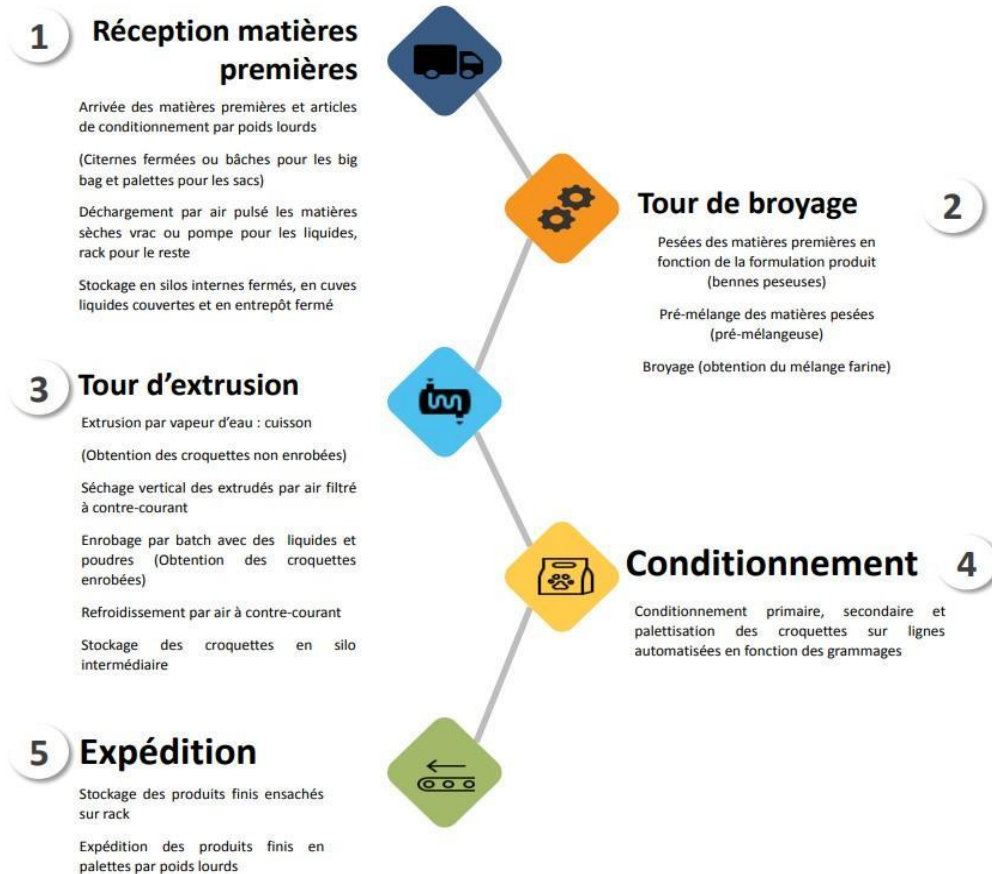 1
Réception matières
premières
Arrivée des matières premières et articles
de conditionnement par poids lourds
(Citernes fermées ou bâches pour les big
bag et palettes pour les sacs)
Déchargement par air pulsé les matières
sèches vrac ou pompe pour les liquides,
rack pour le reste
Stockage en silos internes fermés, en cuves
liquides couvertes et en entrepôt fermé
Tour de broyage
2
Pesées des matières premières en
fonction de la formulation produit
(bennes peseuses)
Pré-mélange des matières pesées
(pré-mélangeuse)
Broyage (obtention du mélange farine)
3
Tour d'extrusion
Extrusion par vapeur d'eau : cuisson
(Obtention des croquettes non enrobées)
Séchage vertical des extrudés par air filtré
à contre-courant
Enrobage par batch avec des liquides et
poudres (Obtention des croquettes
enrobées)
Refroidissement par air à contre-courant
Stockage des croquettes en silo
intermédiaire
Conditionnement
4
Conditionnement primaire, secondaire et
palettisation des croquettes sur lignes
automatisées en fonction des grammages
5
Expédition
Stockage des produits finis ensachés
sur rack
Expédition des produits finis en
palettes par poids lourds